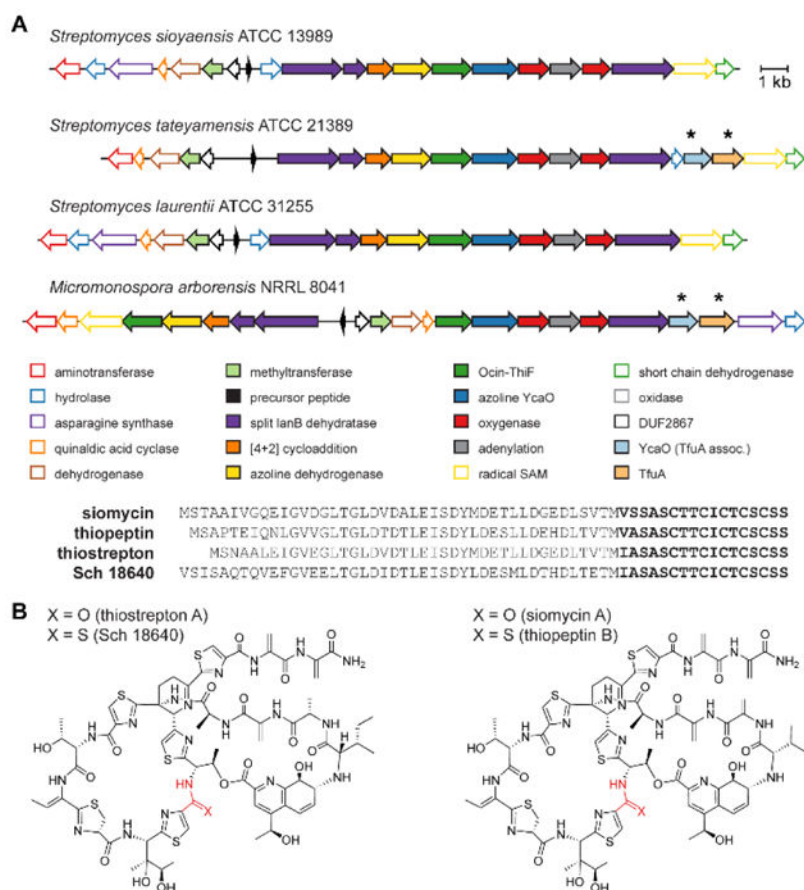 A
Streptomyces sioyaensis ATCC 13989
1 kb
Streptomyces tateyamensis ATCC 21389
* *
Streptomyces laurentii ATCC 31255
Micromonospora arborensis NRRL 8041
* *
aminotransferase methyltransferase Ocin-ThiF short chain dehydrogenase
hydrolase precursor peptide azoline YcaO oxidase
asparagine synthase split lanB dehydratase oxygenase DUF2867
quinaldic acid cyclase [4+2] cycloaddition adenylation YcaO (TfuA assoc.)
dehydrogenase azoline dehydrogenase radical SAM TfuA
siomycin MSTAAIVGQEIGVDGLTGLDVDALEISDYMDETLLDGEDLSVTMVSSASCTTCICTCSCSS
thiopeptin MSAPTEIQNLGVVGLTGLDTDTLEISDYLDESLLDEHDLTVTMVASASCTTCICTCSCSS
thiostrepton MSNAALEIGVEGLTGLDVDTLEISDYMDETLLDGEDLTVTMIASASCTTCICTCSCSS
Sch 18640 VSISAQTQVEFGVEELTGLDIDTLEISDYLDESMLDTHDLTETMIASASCTTCICTCSCSS
B
X = O (thiostrepton A) X = O (siomycin A)
X = S (Sch 18640) X = S (thiopeptin B)